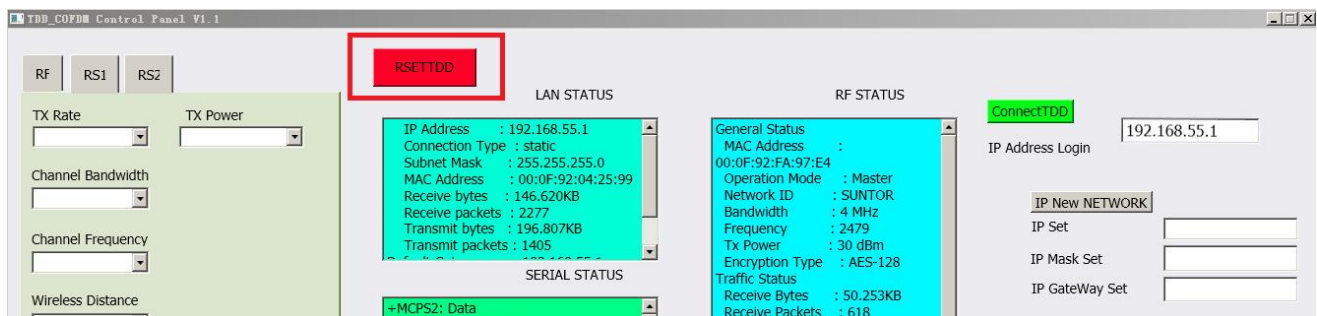 TDD_COFDM Control Panel V1.1
RF RS1 RS2
RSETTDD
TX Rate
TX Power
Channel Bandwidth
Channel Frequency
Wireless Distance
LAN STATUS
IP Address : 192.168.55.1
Connection Type : static
Subnet Mask : 255.255.255.0
MAC Address : 00:0F:92:04:25:99
Receive bytes : 146.620KB
Receive packets : 2277
Transmit bytes : 196.807KB
Transmit packets : 1405
SERIAL STATUS
+MCPS2: Data
RF STATUS
General Status
MAC Address :
00:0F:92:FA:97:E4
Operation Mode : Master
Network ID : SUNTOR
Bandwidth : 4 MHz
Frequency : 2479
Tx Power : 30 dBm
Encryption Type : AES-128
Traffic Status
Receive Bytes : 50.253KB
Receive Packets : 618
ConnectTDD
192.168.55.1
IP Address Login
IP New NETWORK
IP Set
IP Mask Set
IP GateWay Set